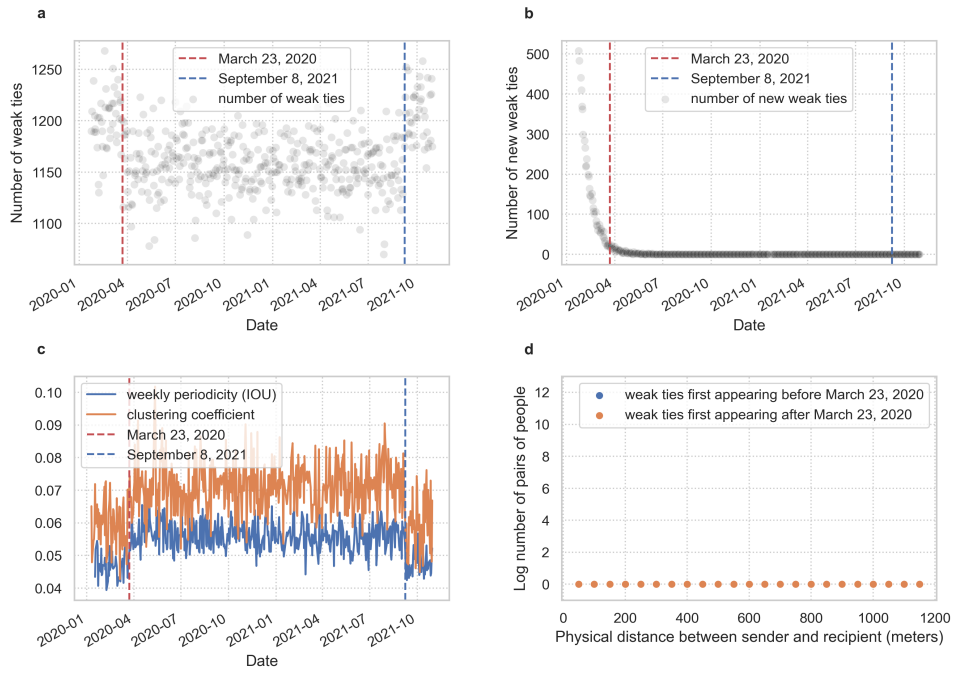 a
Number of weak ties
1250
1200
1150
1100
March 23, 2020
September 8, 2021
number of weak ties
2020-01
2020-04
2020-07
2020-10
2021-01
2021-04
2021-07
2021-10
Date
b
Number of new weak ties
500
400
300
200
100
0
March 23, 2020
September 8, 2021
number of new weak ties
2020-01
2020-04
2020-07
2020-10
2021-01
2021-04
2021-07
2021-10
Date
c
0.10
0.09
0.08
0.07
0.06
0.05
0.04
weekly periodicity (IOU)
clustering coefficient
March 23, 2020
September 8, 2021
2020-01
2020-04
2020-07
2020-10
2021-01
2021-04
2021-07
2021-10
Date
d
Log number of pairs of people
12
10
8
6
4
2
0
weak ties first appearing before March 23, 2020
weak ties first appearing after March 23, 2020
0
200
400
600
800
1000
1200
Physical distance between sender and recipient (meters)